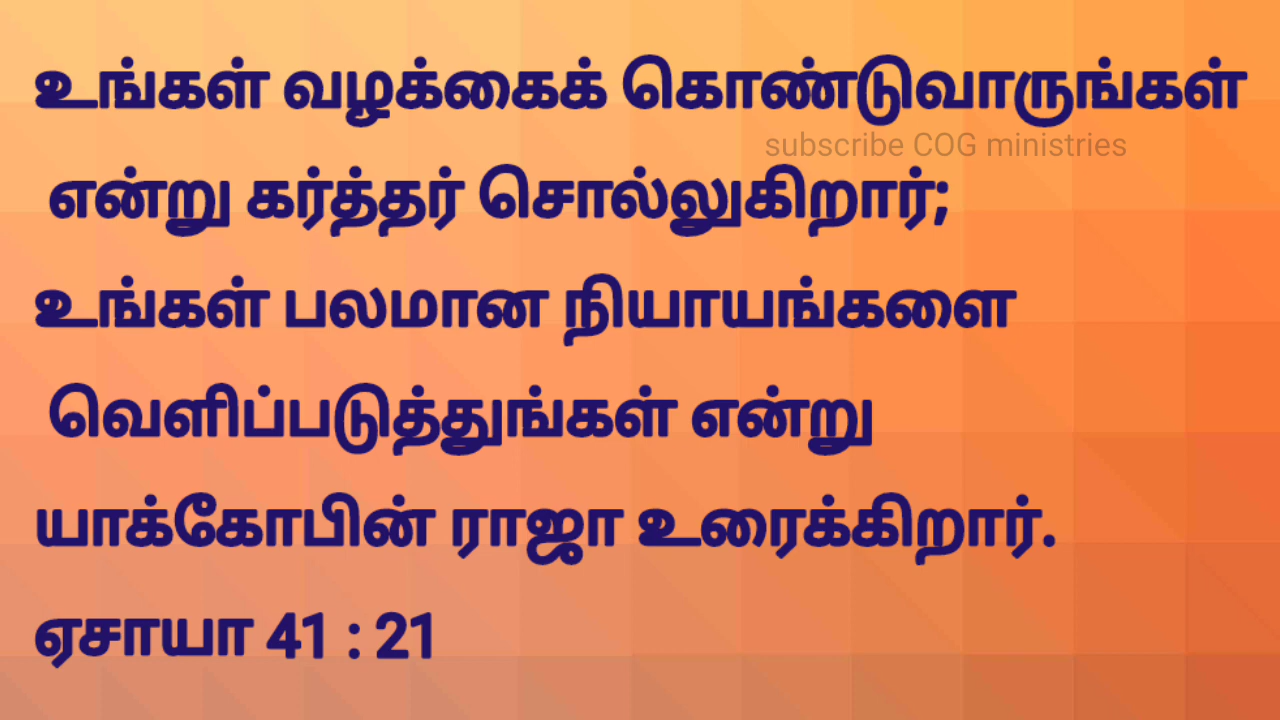 உங்கள் வழக்கைக் கொண்டுவாருங்கள்
subscribe COG ministries
என்று கர்த்தர் சொல்லுகிறார்;
உங்கள் பலமான நியாயங்களை
வெளிப்படுத்துங்கள் என்று
யாக்கோபின் ராஜா உரைக்கிறார்.
ஏசாயா 41 : 21